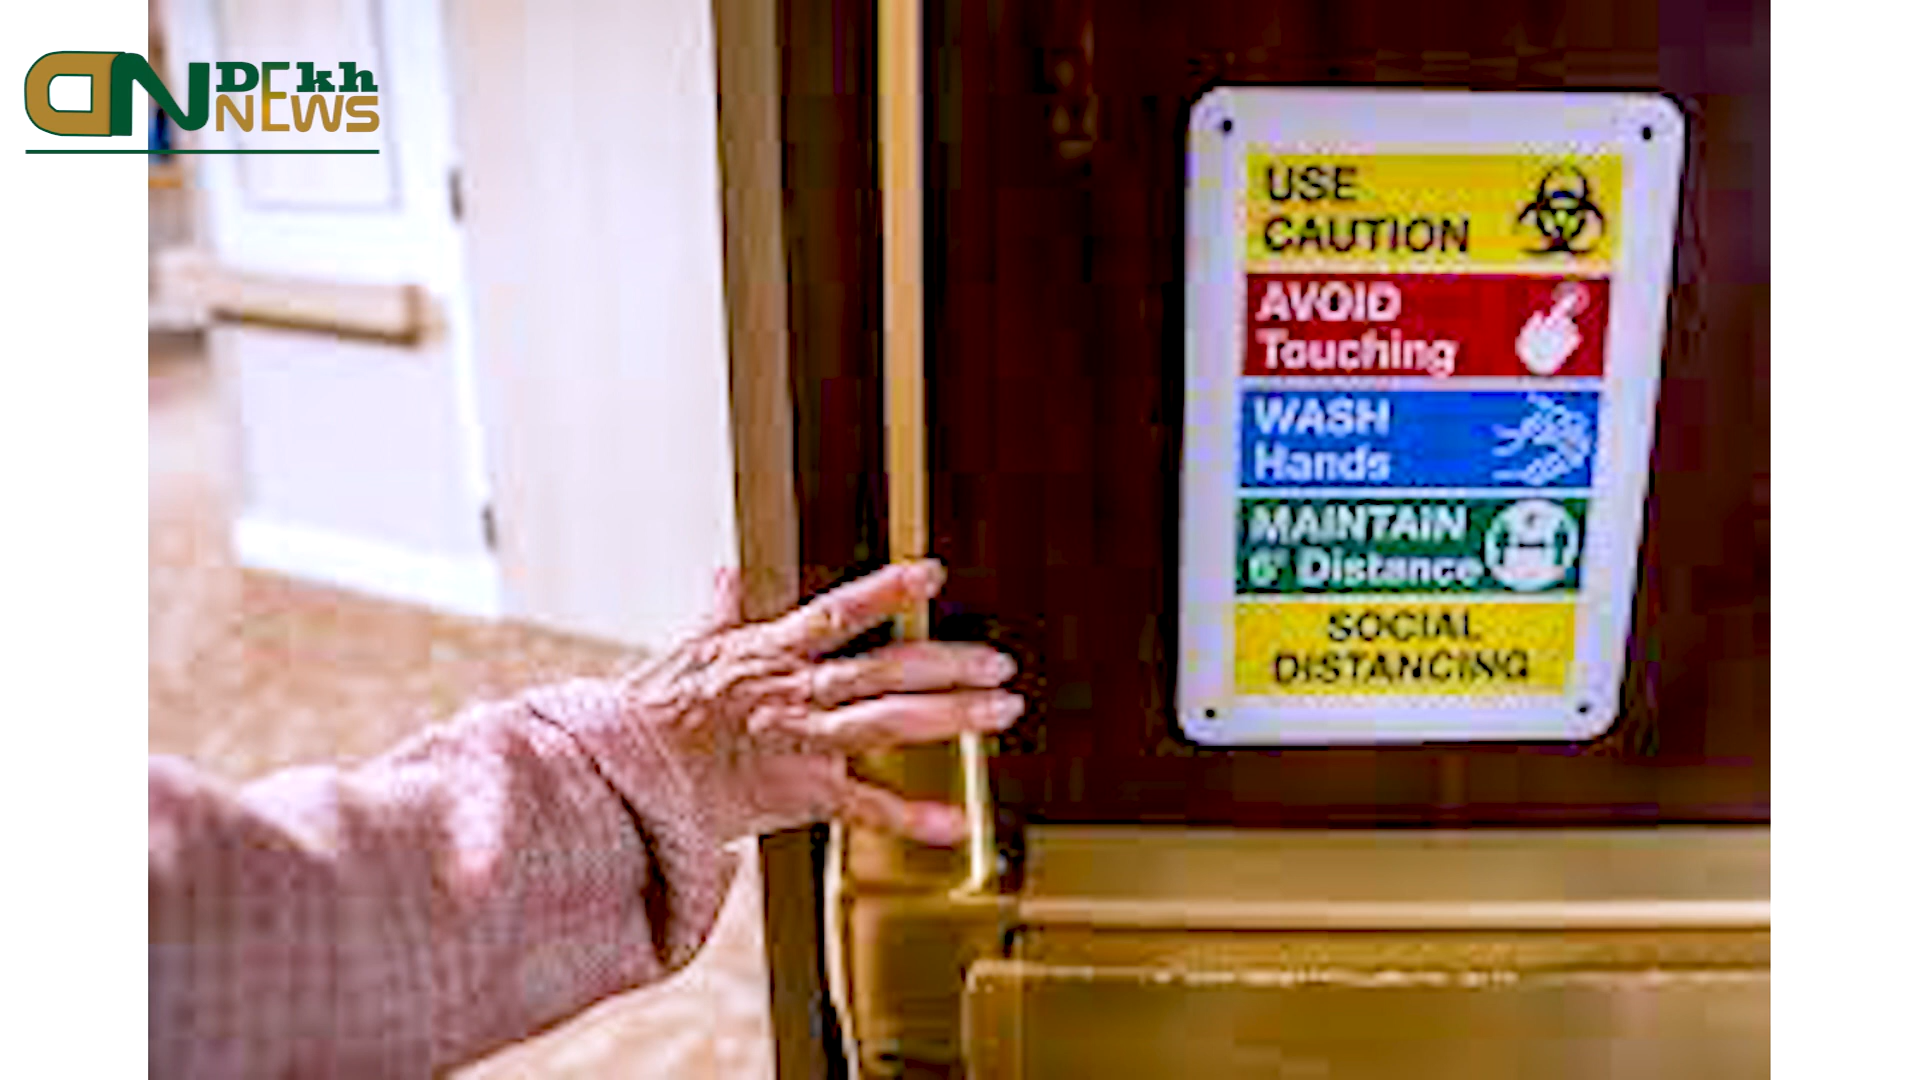 DEkh
NEWS
USE
CAUTION
AVOID
Touching
WASH
Hands
MAINTAIN
6' Distance
SOCIAL
DISTANCING